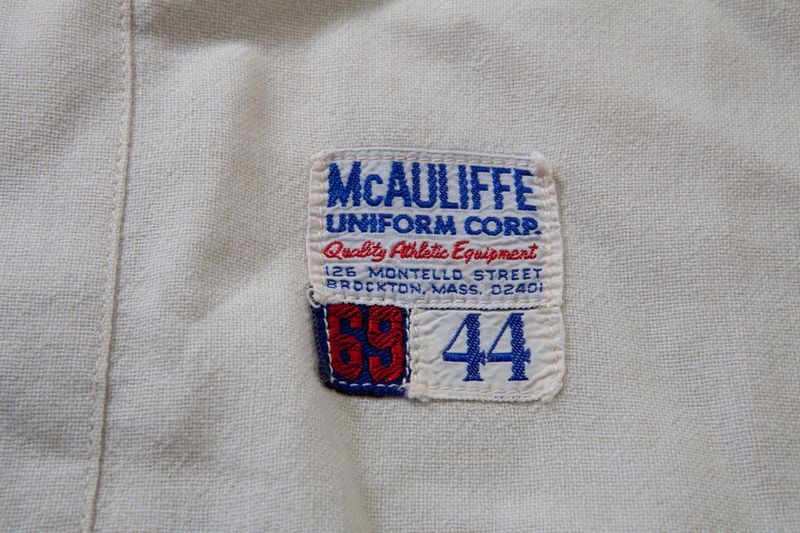 McAULIFFE
UNIFORM CORP.
Quality Athletic Equipment
126 MONTELLO STREET
BROCKTON, MASS. 02401
69 44